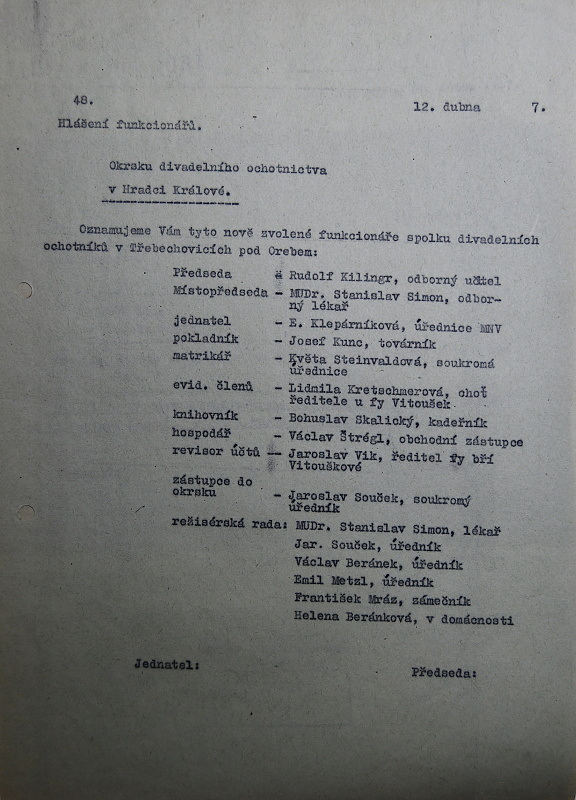 48.
12. dubna 7.
Hlášení funkcionářů.
Okrsku divadelního ochotnictva
v Hradci Králové.
Oznamujeme Vám tyto nově zvolené funkcionáře spolku divadelních
ochotníků v Třebechovicích pod Orebem:
Předseda - Rudolf Kilingr, odborný učitel
Místopředseda - MUDr. Stanislav Simon, odbor-
ný lékař
jednatel - E. Klepárníková, úřednice MNV
pokladník - Josef Kunc, továrník
matrikář - Květa Steinvaldová, soukromá
úřednice
evid. členů - Lidmila Kretschmerová, choť
ředitele u fy Vitoušek
knihovník - Bohuslav Skalický, kadeřník
hospodář - Václav Štrégl, obchodní zástupce
revisor účtů -- Jaroslav Vik, ředitel fy bří
Vitouškové
zástupce do
okrsku - Jaroslav Souček, soukromý
úředník
režisérská rada: MUDr. Stanislav Simon, lékař
Jar. Souček, úředník
Václav Beránek, úředník
Emil Metzl, úředník
František Mráz, zámečník
Helena Beránková, v domácnosti
Jednatel:
Předseda: